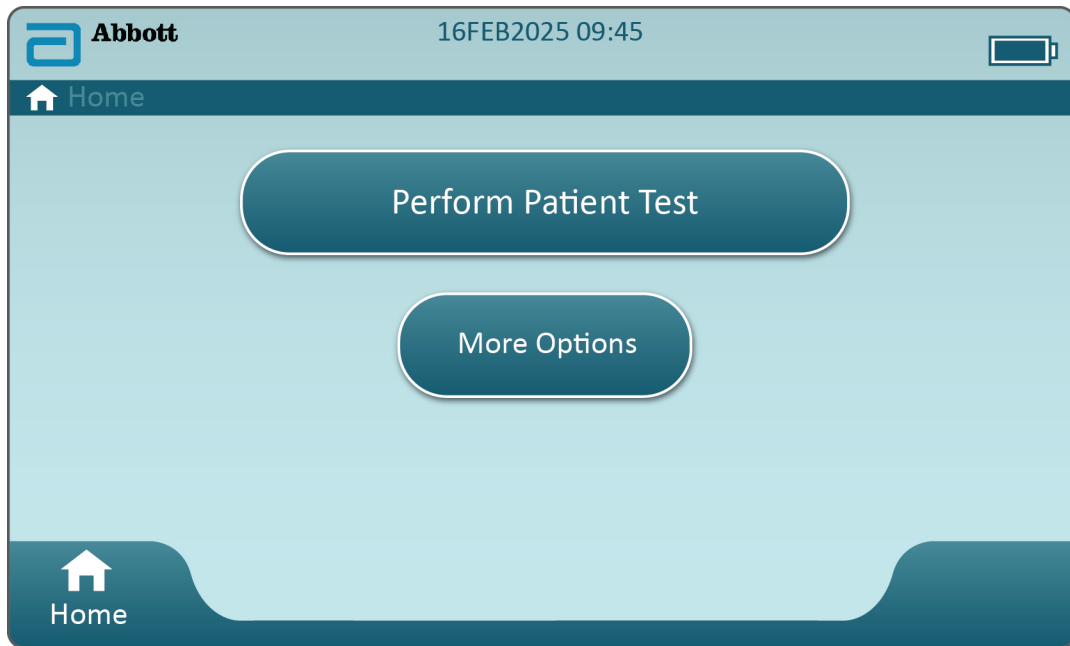 Abbott
16FEB2025 09:45
Home
Perform Patient Test
More Options
Home